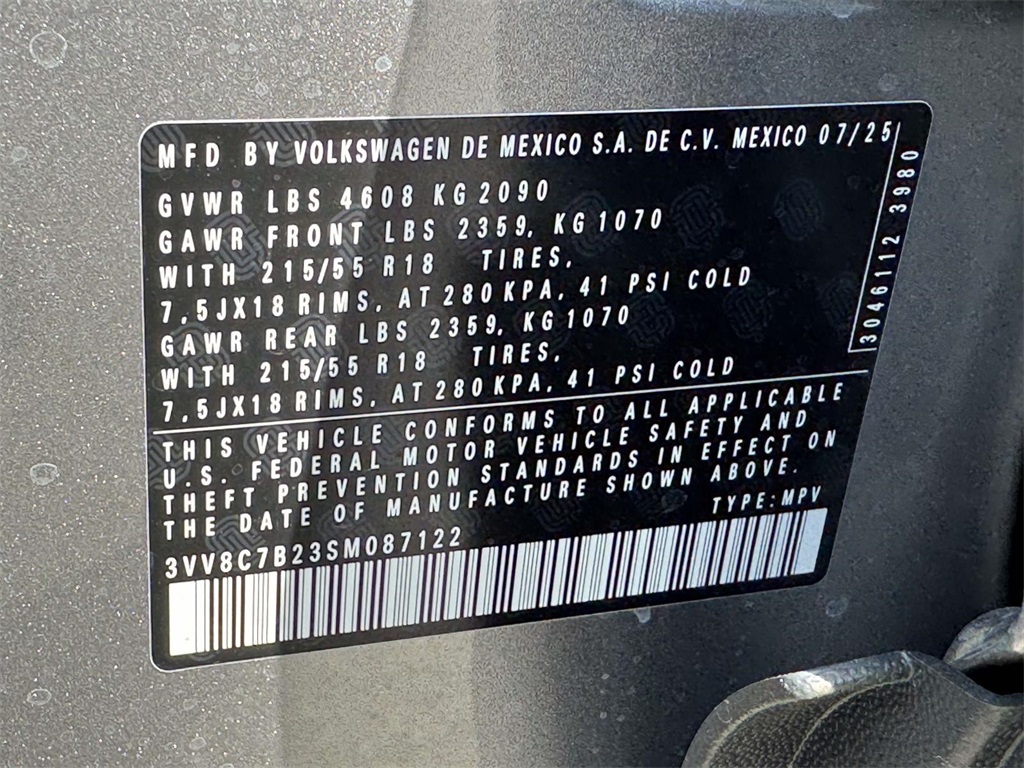 MFD BY VOLKSWAGEN DE MEXICO S.A. DE C.V. MEXICO 07/25
GVWR LBS 4608 KG 2090
GAWR FRONT LBS 2359, KG 1070
WITH 215/55 R18 TIRES,
7,5JX18 RIMS, AT 280 KPA, 41 PSI COLD
GAWR REAR LBS 2359, KG 1070
WITH 215/55 R18 TIRES,
7,5JX18 RIMS, AT 280 KPA, 41 PSI COLD
3046112 3980
THIS VEHICLE CONFORMS TO ALL APPLICABLE
U.S. FEDERAL MOTOR VEHICLE SAFETY AND
THEFT PREVENTION STANDARDS IN EFFECT ON
THE DATE OF MANUFACTURE SHOWN ABOVE.
TYPE: MPV
3VV8C7B23SM087122